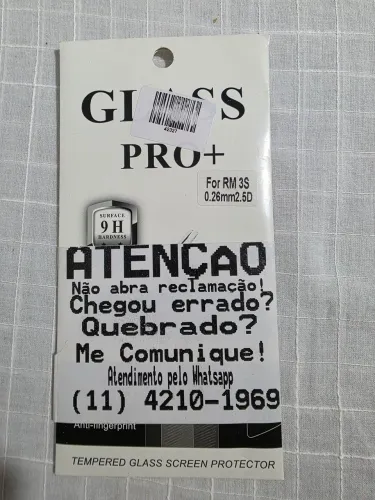 GLASS
PRO+
For RM 3S
0.26mm2.5D
SURFACE
9 H
HARDNESS
ATENÇAO
Não abra reclamação!
Chegou errado?
Quebrado?
Me Comunique!
Atendimento pelo Whatsapp
(11) 4210-1969
Anti-fingerprint
TEMPERED GLASS SCREEN PROTECTOR